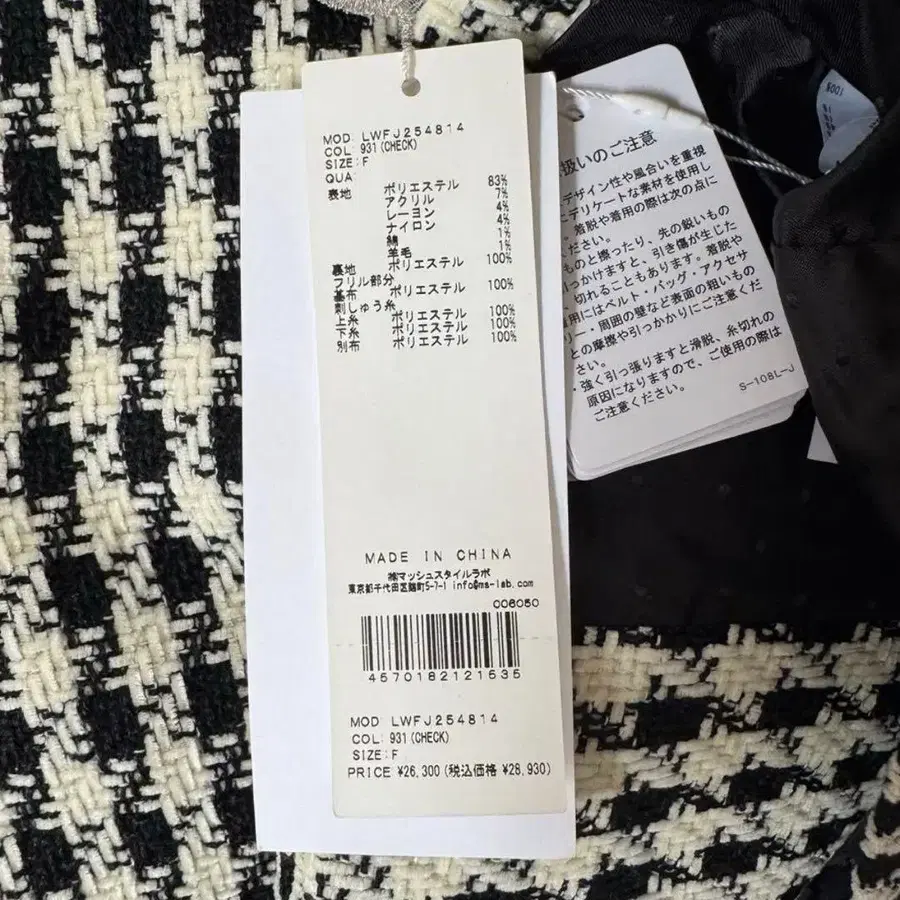 MOD: LWFJ254814
COL: 931(CHECK)
SIZE: F
QUA:
表地 ポリエステル 83%
アクリル 7%
レーヨン 4%
ナイロン 4%
綿 1%
羊毛 1%
裏地 ポリエステル 100%
フリル部分
基布 ポリエステル 100%
刺しゅう糸
上糸 ポリエステル 100%
下糸 ポリエステル 100%
別布 ポリエステル 100%
MADE IN CHINA
㈱マッシュスタイルラボ
東京都千代田区麹町5-7-1 info@ms-lab.com
006050
4570182121635
MOD: LWFJ254814
COL: 931(CHECK)
SIZE: F
PRICE: ¥26,300(税込価格 ¥28,930)
扱いのご注意
デザイン性や風合いを重視
にデリケートな素材を使用し
着脱や着用の際は次の点に
ださい。
ものと擦ったり、先の鋭いもの
っかけますと、引き傷が生じた
切れることもあります。着脱や
用にはベルト・バッグ・アクセサ
リー・周囲の壁など表面の粗いもの
との摩擦や引っかかりにご注意くだ
さい。
・強く引っ張りますと滑脱、糸切れの
原因になりますので、ご使用の際は
ご注意ください。
S-108L-J
100%